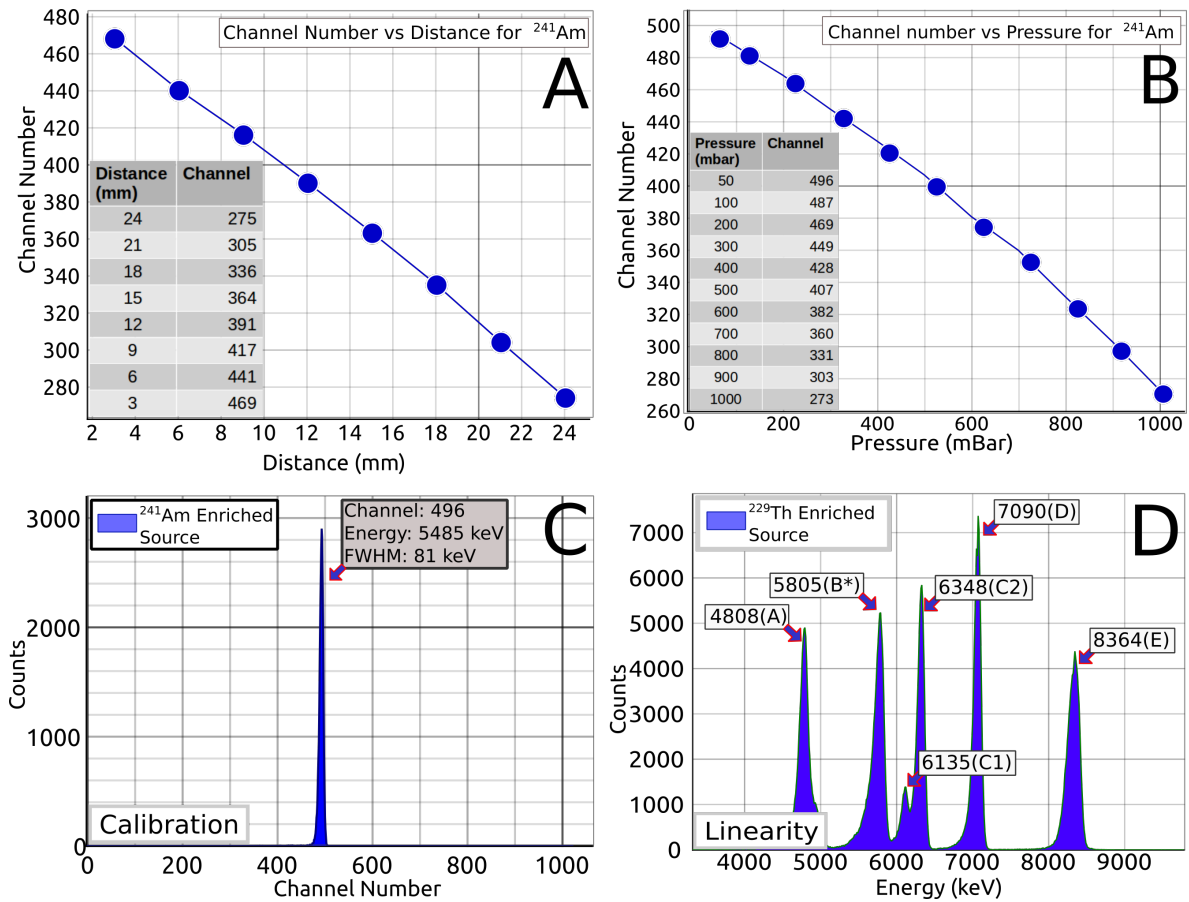 Channel Number vs Distance for ²⁴¹Am
A
Channel Number
480
460
440
420
400
380
360
340
320
300
280
Distance (mm) Channel
24 275
21 305
18 336
15 364
12 391
9 417
6 441
3 469
2 4 6 8 10 12 14 16 18 20 22 24
Distance (mm)
Channel number vs Pressure for ²⁴¹Am
B
Channel Number
500
480
460
440
420
400
380
360
340
320
300
280
260
Pressure (mbar) Channel
50 496
100 487
200 469
300 449
400 428
500 407
600 382
700 360
800 331
900 303
1000 273
0 200 400 600 800 1000
Pressure (mBar)
²⁴¹Am Enriched
Source
Channel: 496
Energy: 5485 keV
FWHM: 81 keV
C
Counts
3000
2000
1000
0
Calibration
0 200 400 600 800 1000
Channel Number
²²⁹Th Enriched
Source
D
7090(D)
5805(B*)
6348(C2)
4808(A)
8364(E)
6135(C1)
Counts
7000
6000
5000
4000
3000
2000
1000
0
Linearity
4000 5000 6000 7000 8000 9000
Energy (keV)